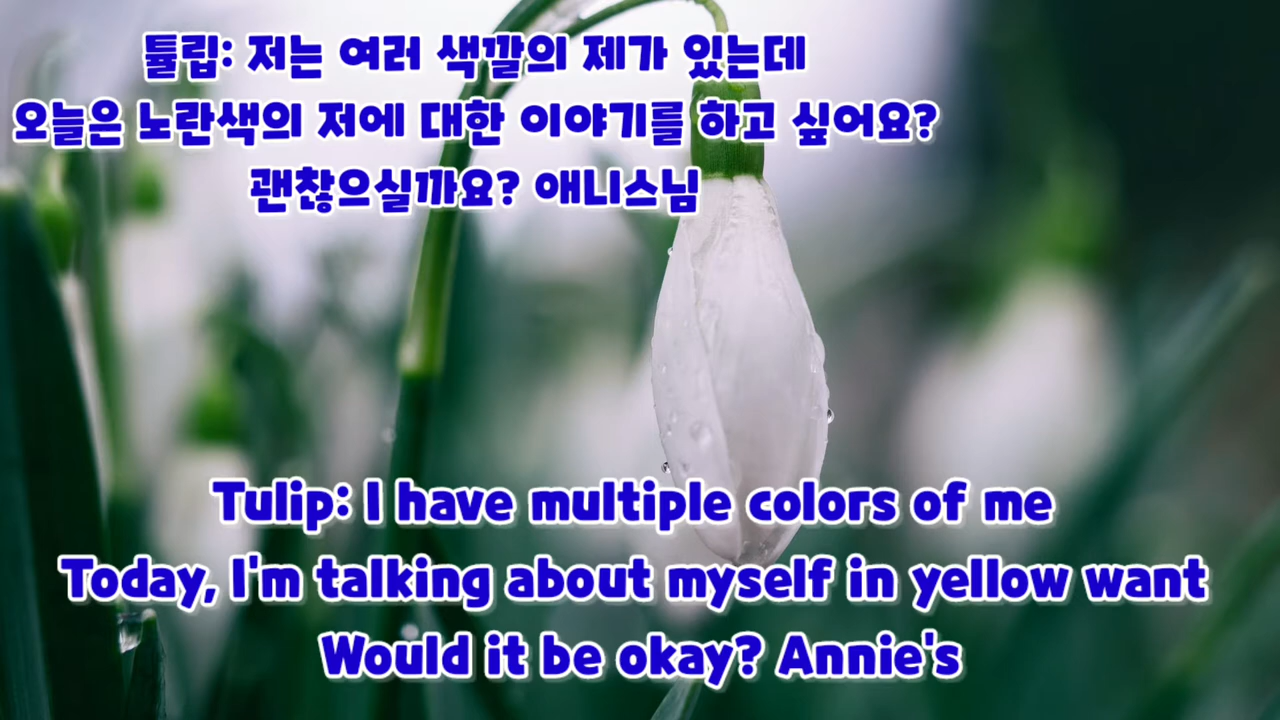 튤립: 저는 여러 색깔의 제가 있는데
오늘은 노란색의 저에 대한 이야기를 하고 싶어요?
괜찮으실까요? 애니스님
Tulip: I have multiple colors of me
Today, I'm talking about myself in yellow want
Would it be okay? Annie's